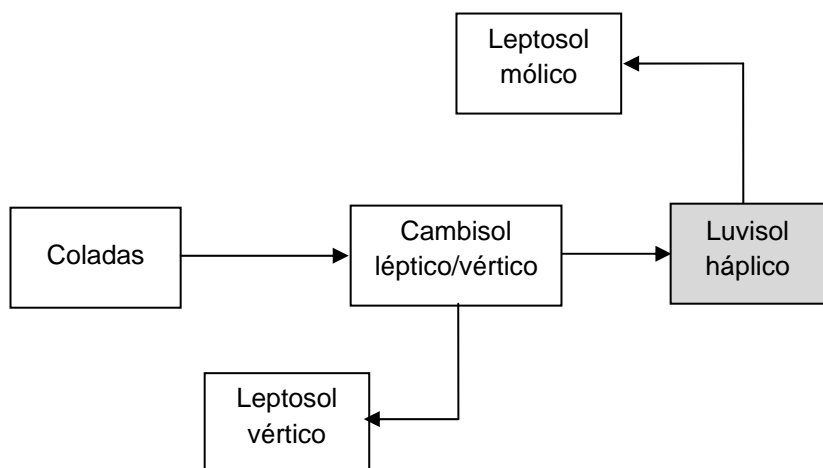 Leptosol
mólico
Coladas
Cambisol
léptico/vértico
Luvisol
háplico
Leptosol
vértico